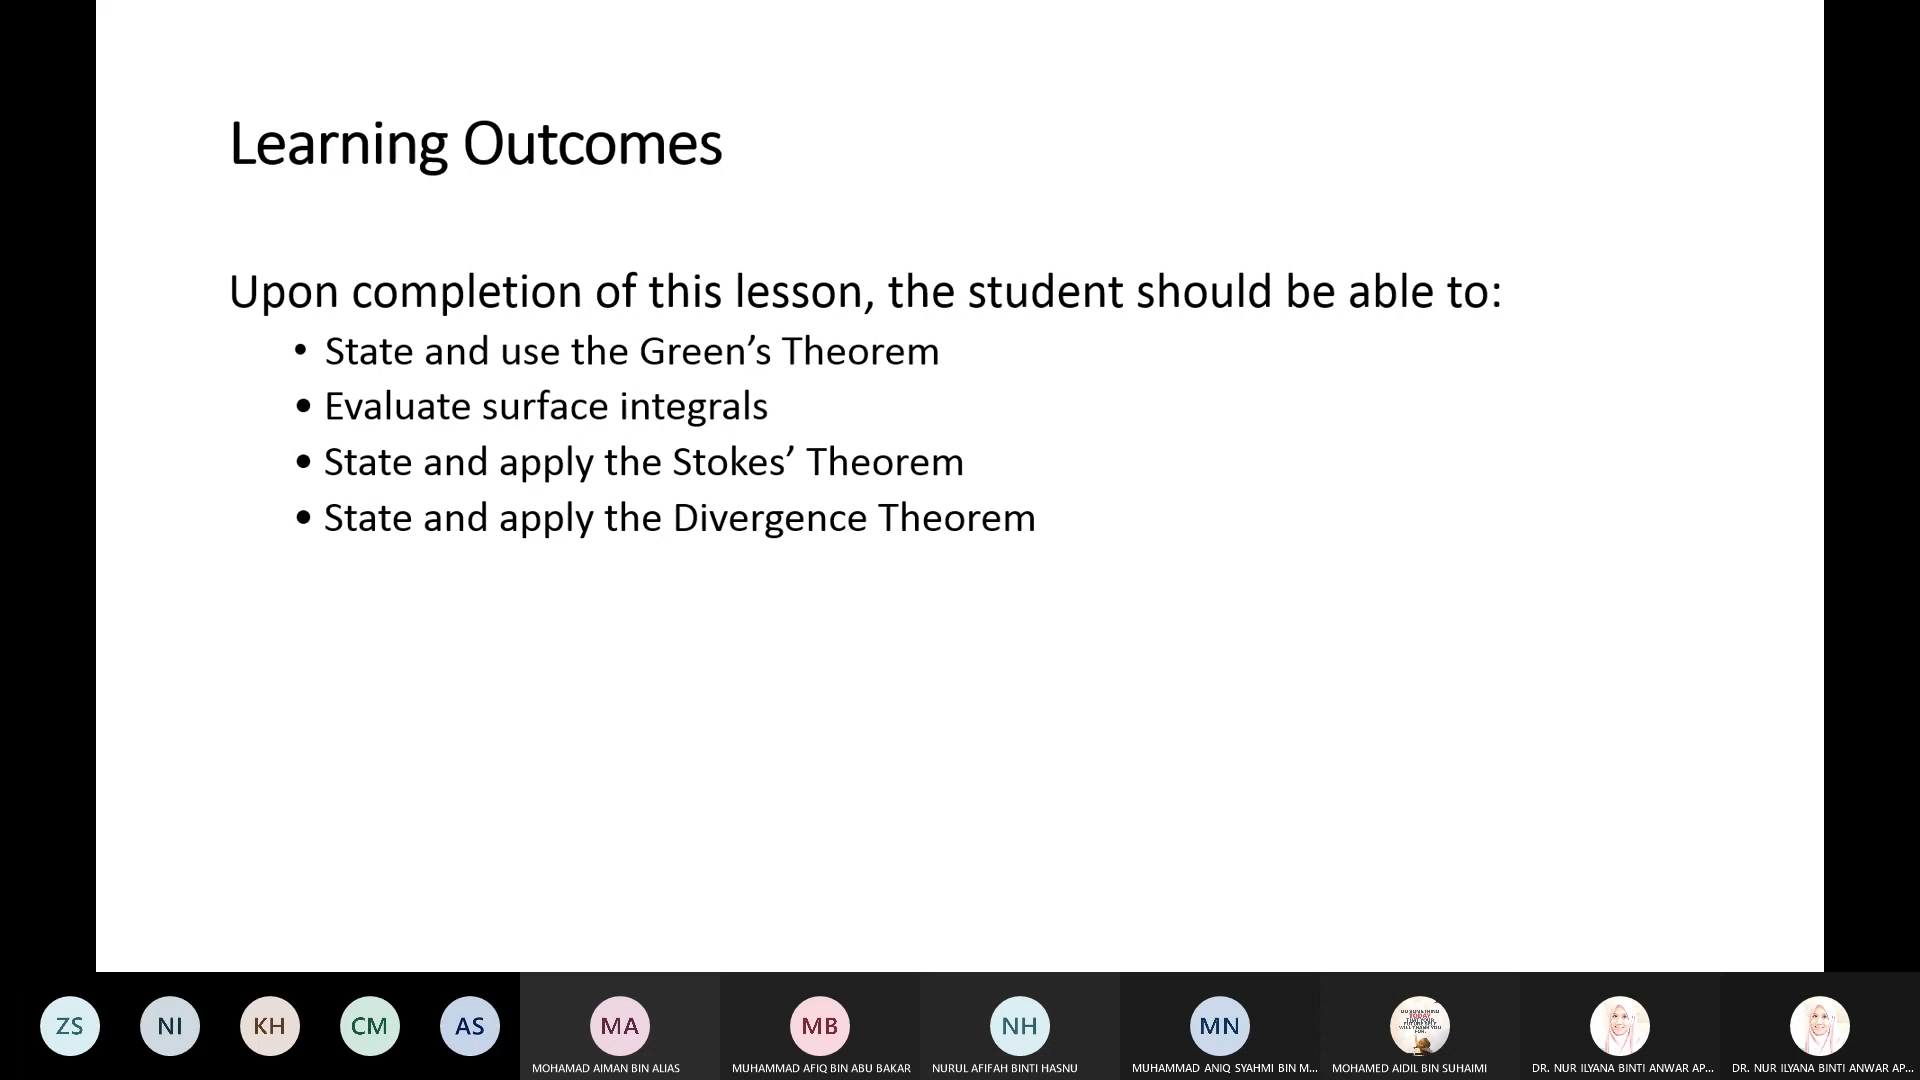 Learning Outcomes
Upon completion of this lesson, the student should be able to:
• State and use the Green’s Theorem
• Evaluate surface integrals
• State and apply the Stokes’ Theorem
• State and apply the Divergence Theorem
ZS NI KH CM AS MA MB NH MN
MOHAMAD AIMAN BIN ALIAS MUHAMMAD AFIQ BIN ABU BAKAR NURUL AFIFAH BINTI HASNU MUHAMMAD ANIQ SYAHMI BIN M... MOHAMED AIDIL BIN SUHAIMI DR. NUR ILYANA BINTI ANWAR AP... DR. NUR ILYANA BINTI ANWAR AP...